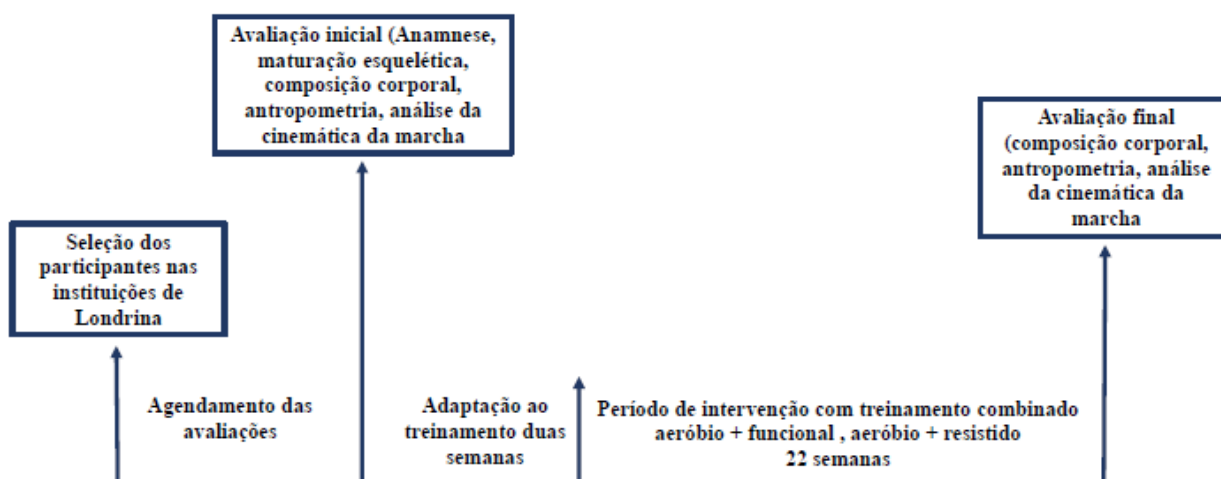 Avaliação inicial (Anamnese,
maturação esquelética,
composição corporal,
antropometria, análise da
cinemática da marcha
Avaliação final
(composição corporal,
antropometria, análise
da cinemática da
marcha
Seleção dos
participantes nas
instituições de
Londrina
Agendamento das
avaliações
Adaptação ao
treinamento duas
semanas
Período de intervenção com treinamento combinado
aeróbio + funcional , aeróbio + resistido
22 semanas